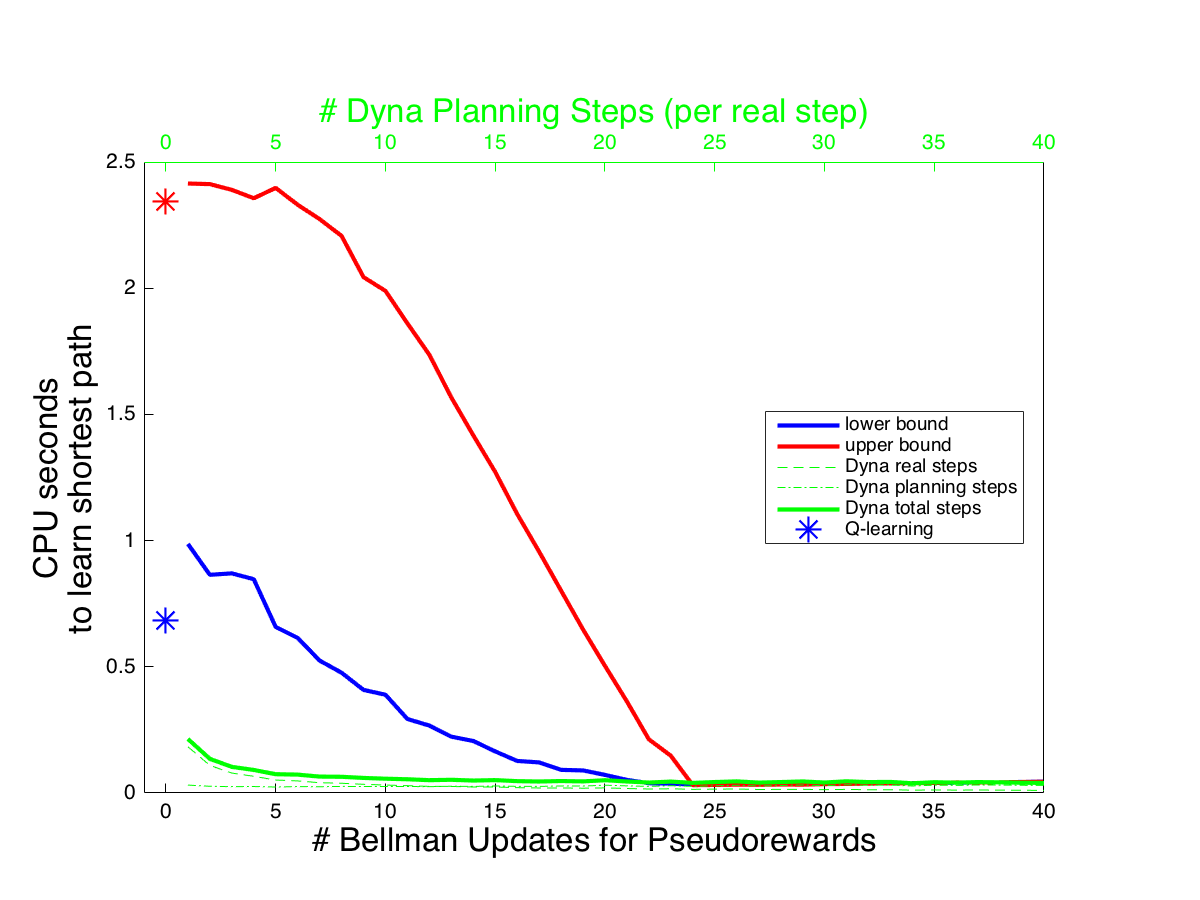 # Dyna Planning Steps (per real step)
0 5 10 15 20 25 30 35 40
2.5
2
1.5
1
0.5
0
CPU seconds
to learn shortest path
lower bound
upper bound
Dyna real steps
Dyna planning steps
Dyna total steps
Q-learning
0 5 10 15 20 25 30 35 40
# Bellman Updates for Pseudorewards